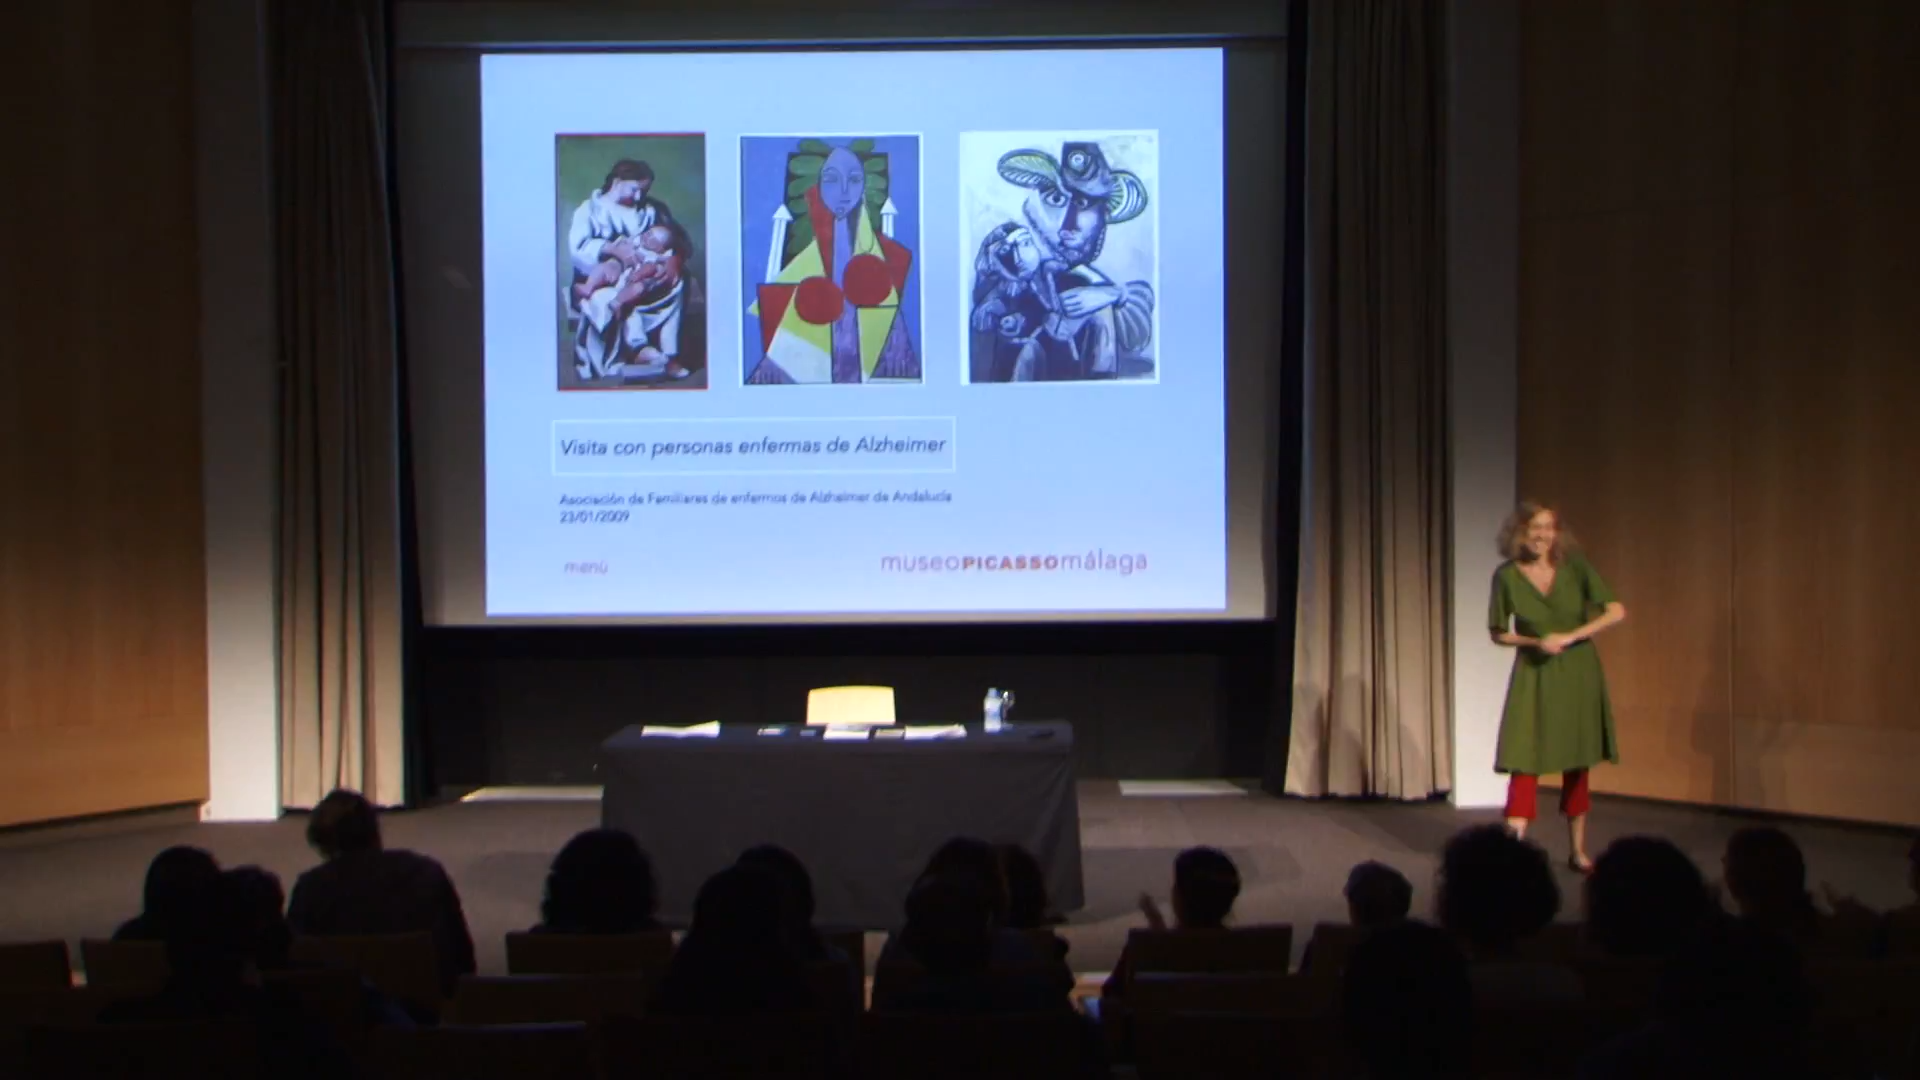 Visita con personas enfermas de Alzheimer
Asociación de Familiares de enfermos de Alzheimer de Andalucía
23/01/2009
menú
museoPICASSOmálaga